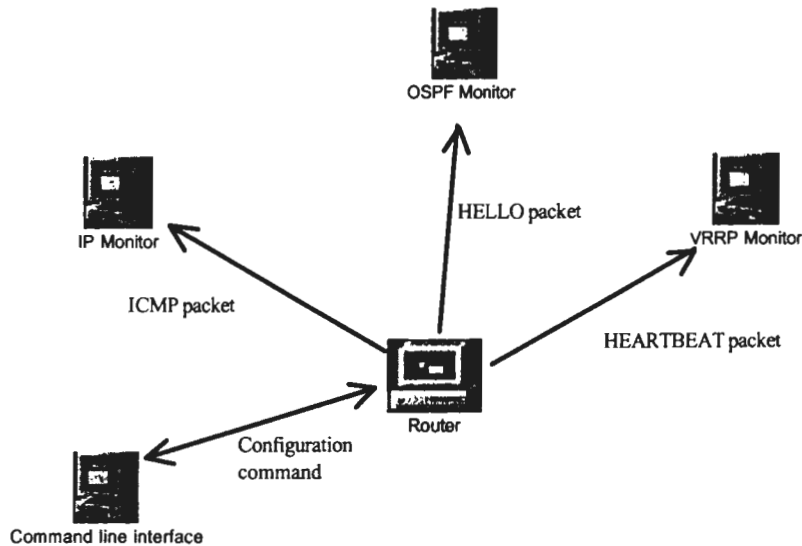 OSPF Monitor
HELLO packet
IP Monitor
VRRP Monitor
ICMP packet
HEARTBEAT packet
Router
Configuration
command
Command line interface